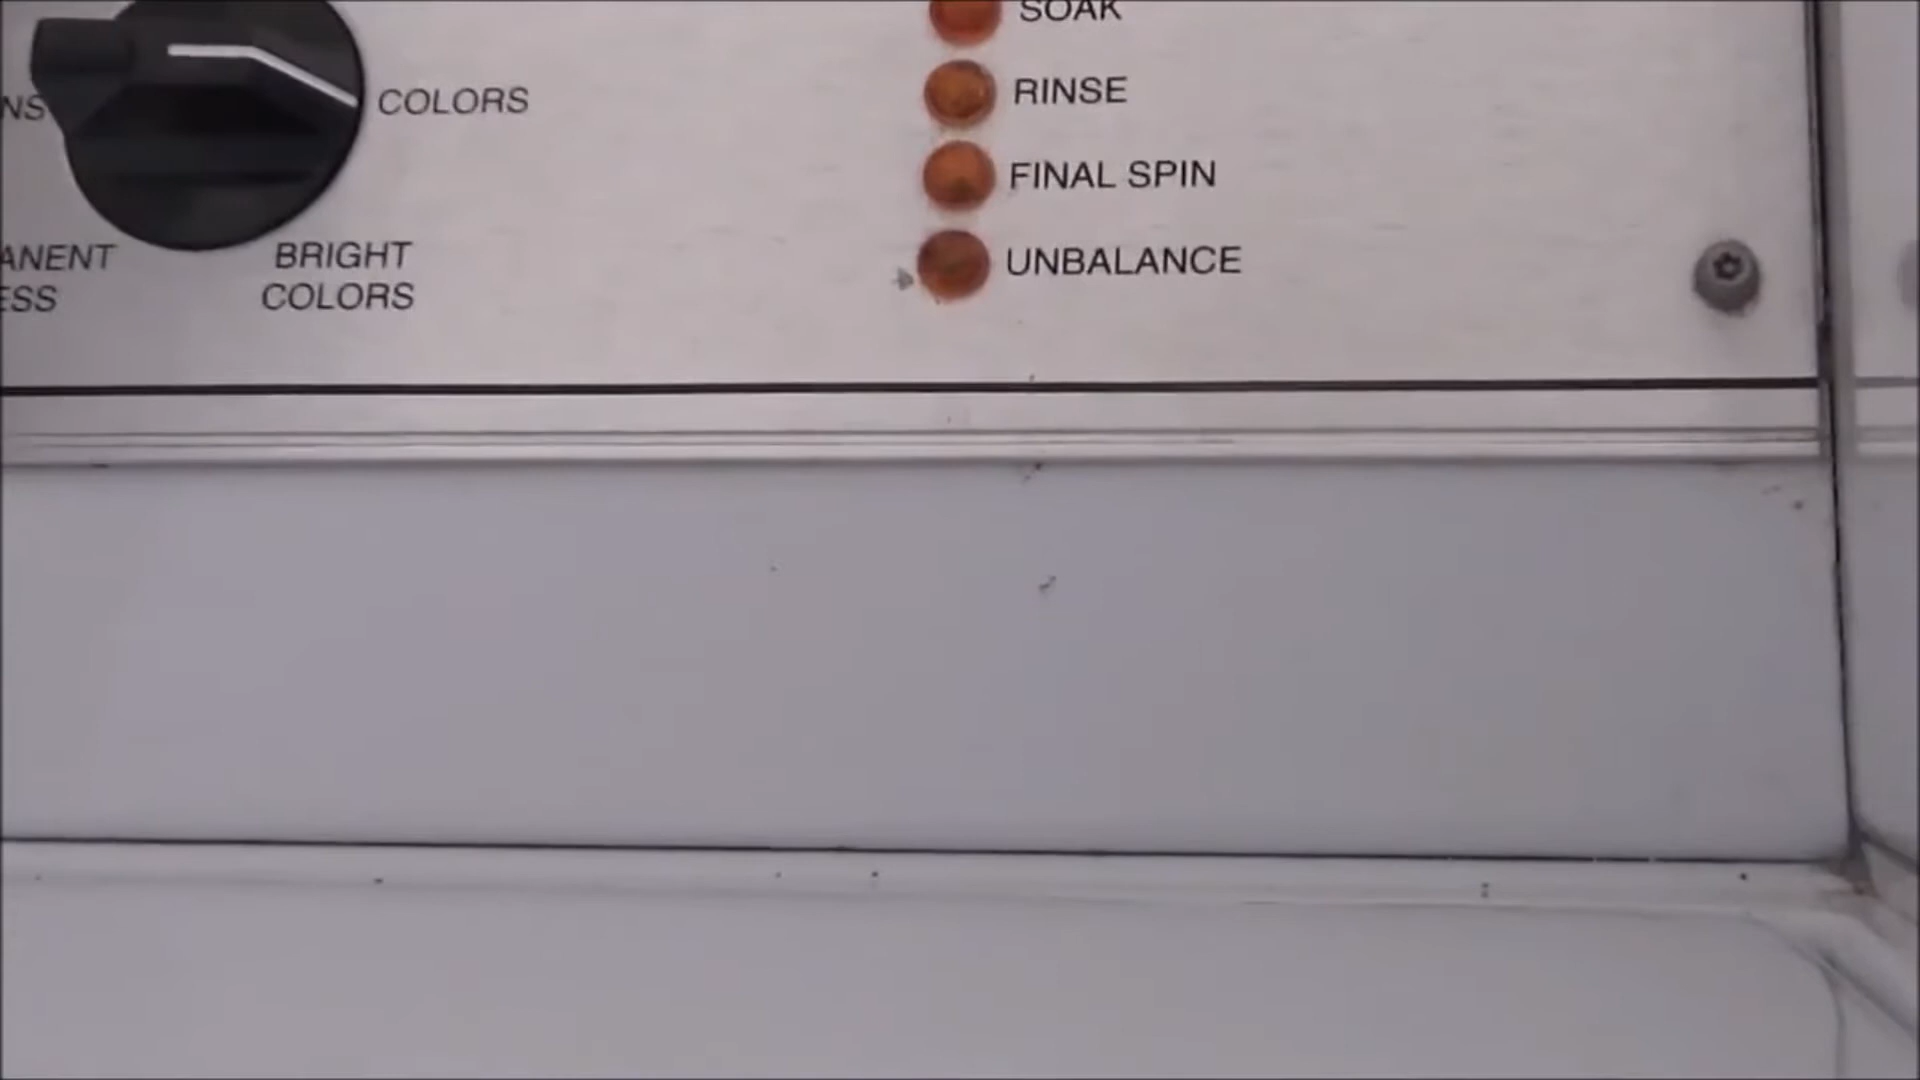 SOAK
RINSE
COLORS
FINAL SPIN
BRIGHT
COLORS
UNBALANCE